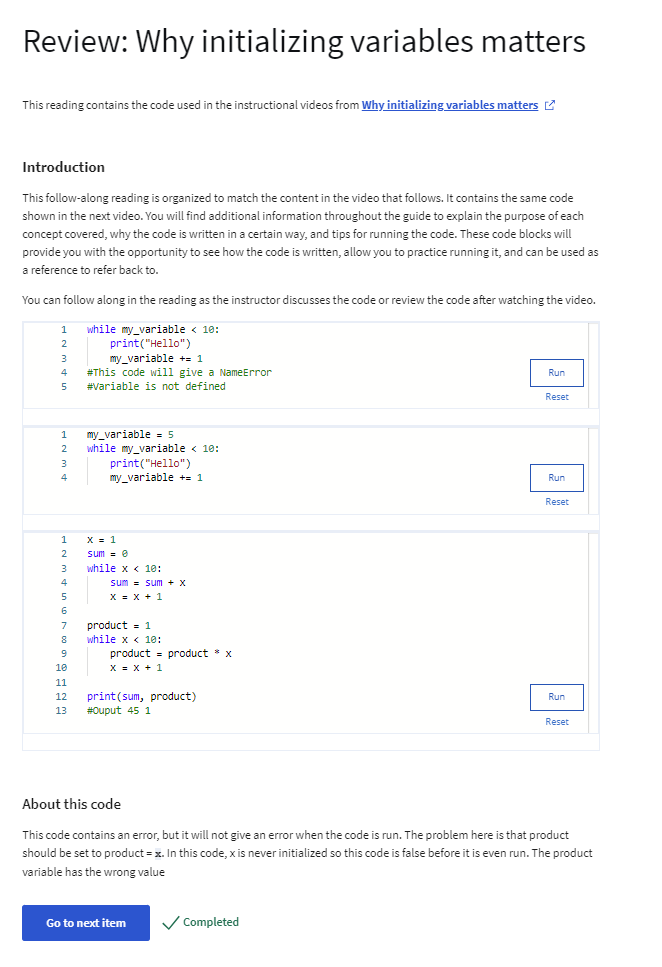 Review: Why initializing variables matters
This reading contains the code used in the instructional videos from Why initializing variables matters
Introduction
This follow-along reading is organized to match the content in the video that follows. It contains the same code
shown in the next video. You will find additional information throughout the guide to explain the purpose of each
concept covered, why the code is written in a certain way, and tips for running the code. These code blocks will
provide you with the opportunity to see how the code is written, allow you to practice running it, and can be used as
a reference to refer back to.
You can follow along in the reading as the instructor discusses the code or review the code after watching the video.
1 while my_variable < 10:
2 print("Hello")
3 my_variable += 1
4 #This code will give a NameError
5 #Variable is not defined
Run
Reset
1 my_variable = 5
2 while my_variable < 10:
3 print("Hello")
4 my_variable += 1
Run
Reset
1 x = 1
2 sum = 0
3 while x < 10:
4 sum = sum + x
5 x = x + 1
6
7 product = 1
8 while x < 10:
9 product = product * x
10 x = x + 1
11
12 print(sum, product)
13 #Ouput 45 1
Run
Reset
About this code
This code contains an error, but it will not give an error when the code is run. The problem here is that product
should be set to product = x. In this code, x is never initialized so this code is false before it is even run. The product
variable has the wrong value
Go to next item
Completed